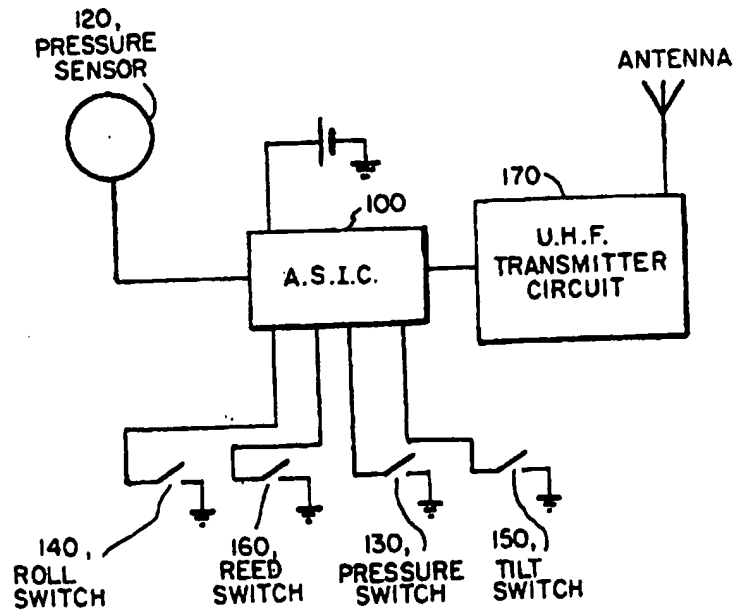 120,
PRESSURE
SENSOR
ANTENNA
100
170
A.S.I.C.
U.H.F.
TRANSMITTER
CIRCUIT
140,
ROLL
SWITCH
160,
REED
SWITCH
130,
PRESSURE
SWITCH
150,
TILT
SWITCH